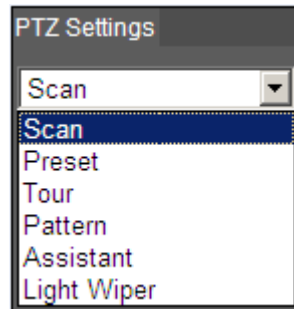 PTZ Settings
Scan
Scan
Preset
Tour
Pattern
Assistant
Light Wiper